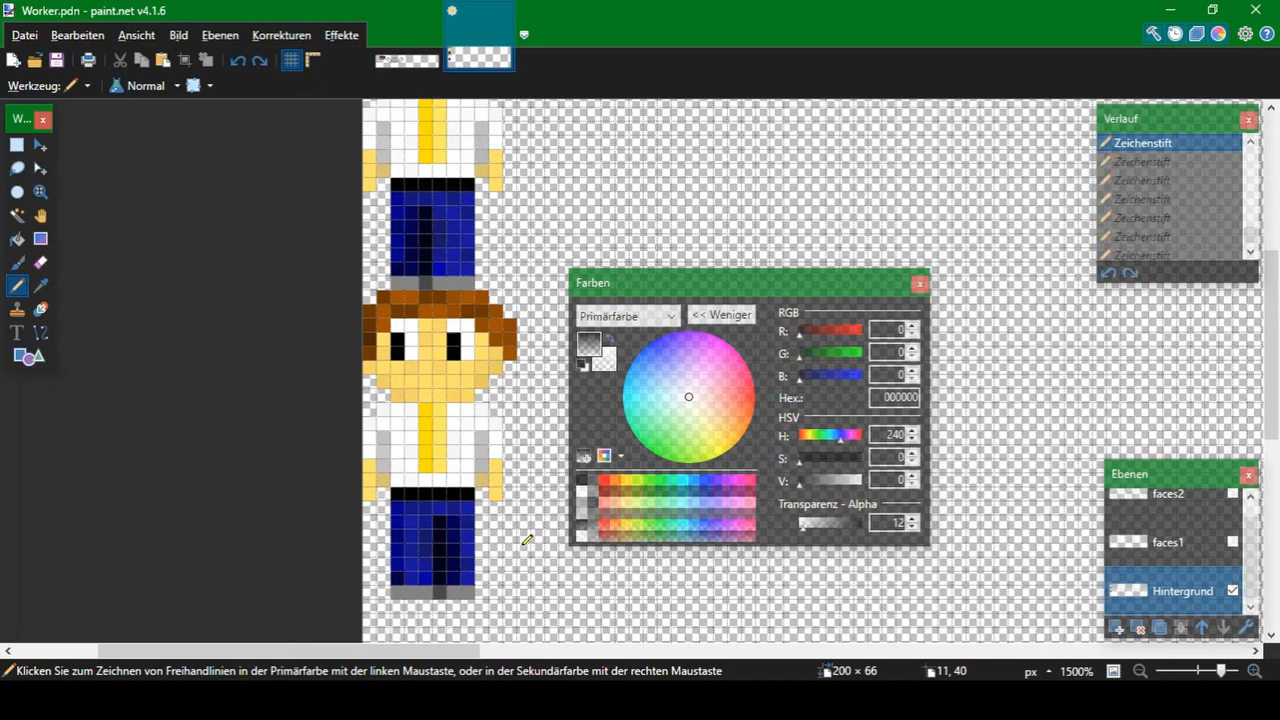 Worker.pdn - paint.net v4.1.6
Datei Bearbeiten Ansicht Bild Ebenen Korrekturen Effekte
Werkzeug: Normal
W...
Verlauf
Zeichenstift
Zeichenstift
Zeichenstift
Zeichenstift
Zeichenstift
Zeichenstift
Zeichenstift
Farben
Primärfarbe << Weniger
RGB
R: 0
G: 0
B: 0
Hex.: 000000
HSV
H: 240
S: 0
V: 0
Transparenz - Alpha
12
Ebenen
faces2
faces1
Hintergrund
Klicken Sie zum Zeichnen von Freihandlinien in der Primärfarbe mit der linken Maustaste, oder in der Sekundärfarbe mit der rechten Maustaste 200 × 66 11, 40 px 1500%